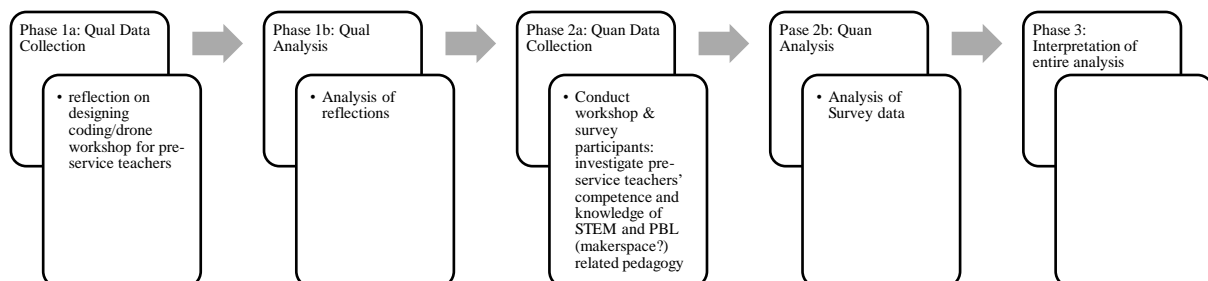 Phase 1a: Qual Data
Collection
• reflection on
designing
coding/drone
workshop for pre-
service teachers
Phase 1b: Qual
Analysis
• Analysis of
reflections
Phase 2a: Quan Data
Collection
• Conduct
workshop &
survey
participants:
investigate pre-
service teachers'
competence and
knowledge of
STEM and PBL
(makerspace?)
related pedagogy
Pase 2b: Quan
Analysis
• Analysis of
Survey data
Phase 3:
Interpretation of
entire analysis